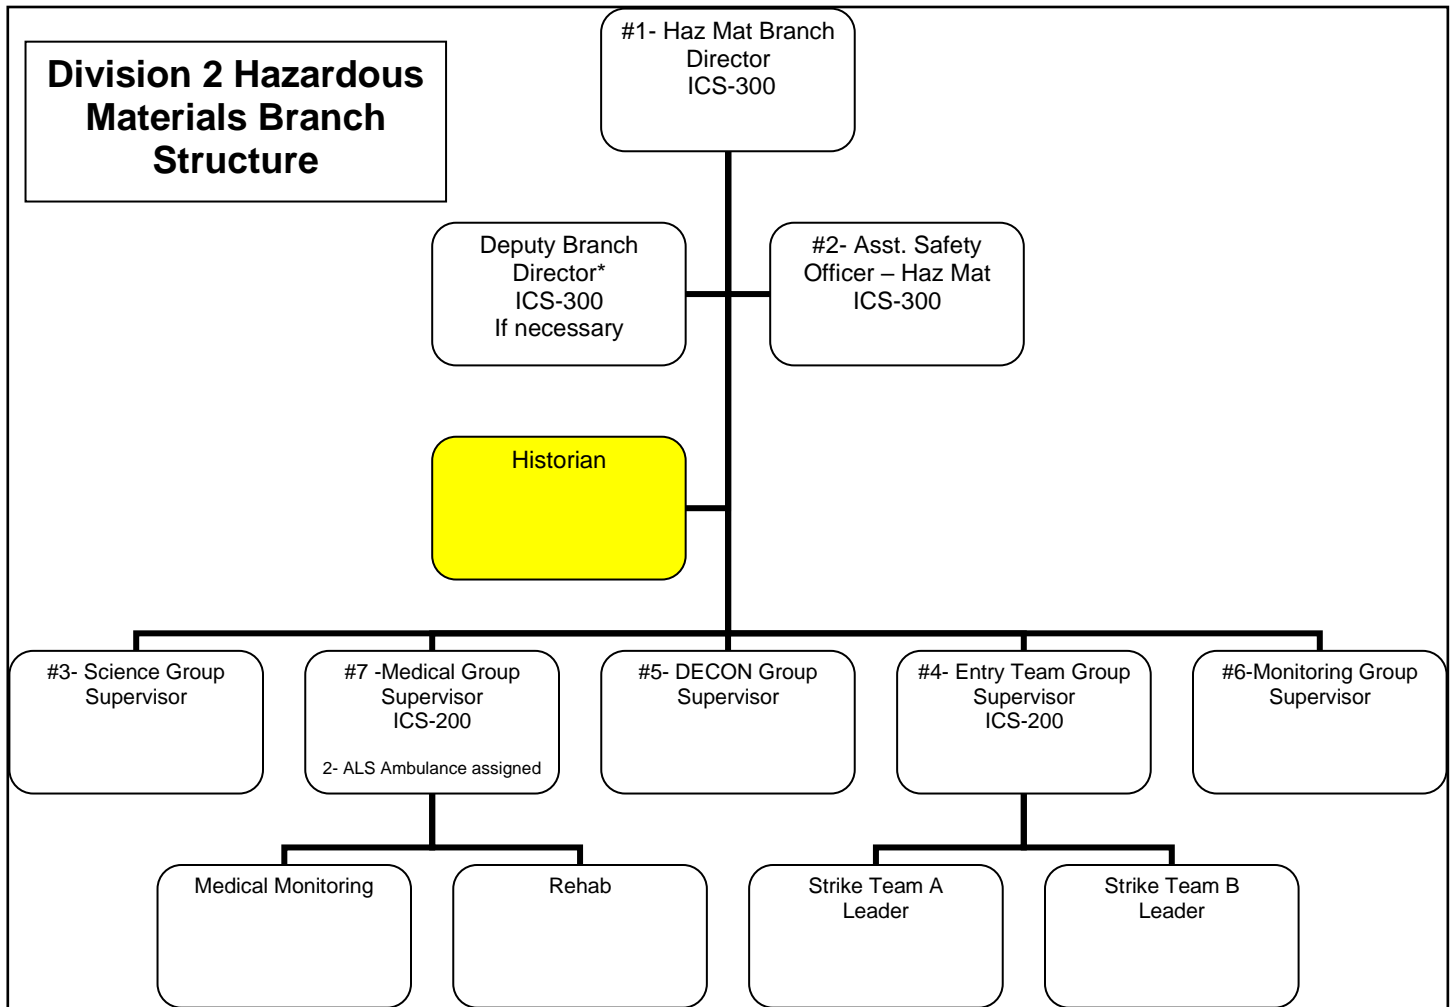 #1- Haz Mat Branch
Director
ICS-300
Division 2 Hazardous
Materials Branch
Structure
Deputy Branch
Director*
ICS-300
If necessary
#2- Asst. Safety
Officer – Haz Mat
ICS-300
Historian
#3- Science Group
Supervisor
#7 -Medical Group
Supervisor
ICS-200
2- ALS Ambulance assigned
#5- DECON Group
Supervisor
#4- Entry Team Group
Supervisor
ICS-200
#6-Monitoring Group
Supervisor
Medical Monitoring
Rehab
Strike Team A
Leader
Strike Team B
Leader